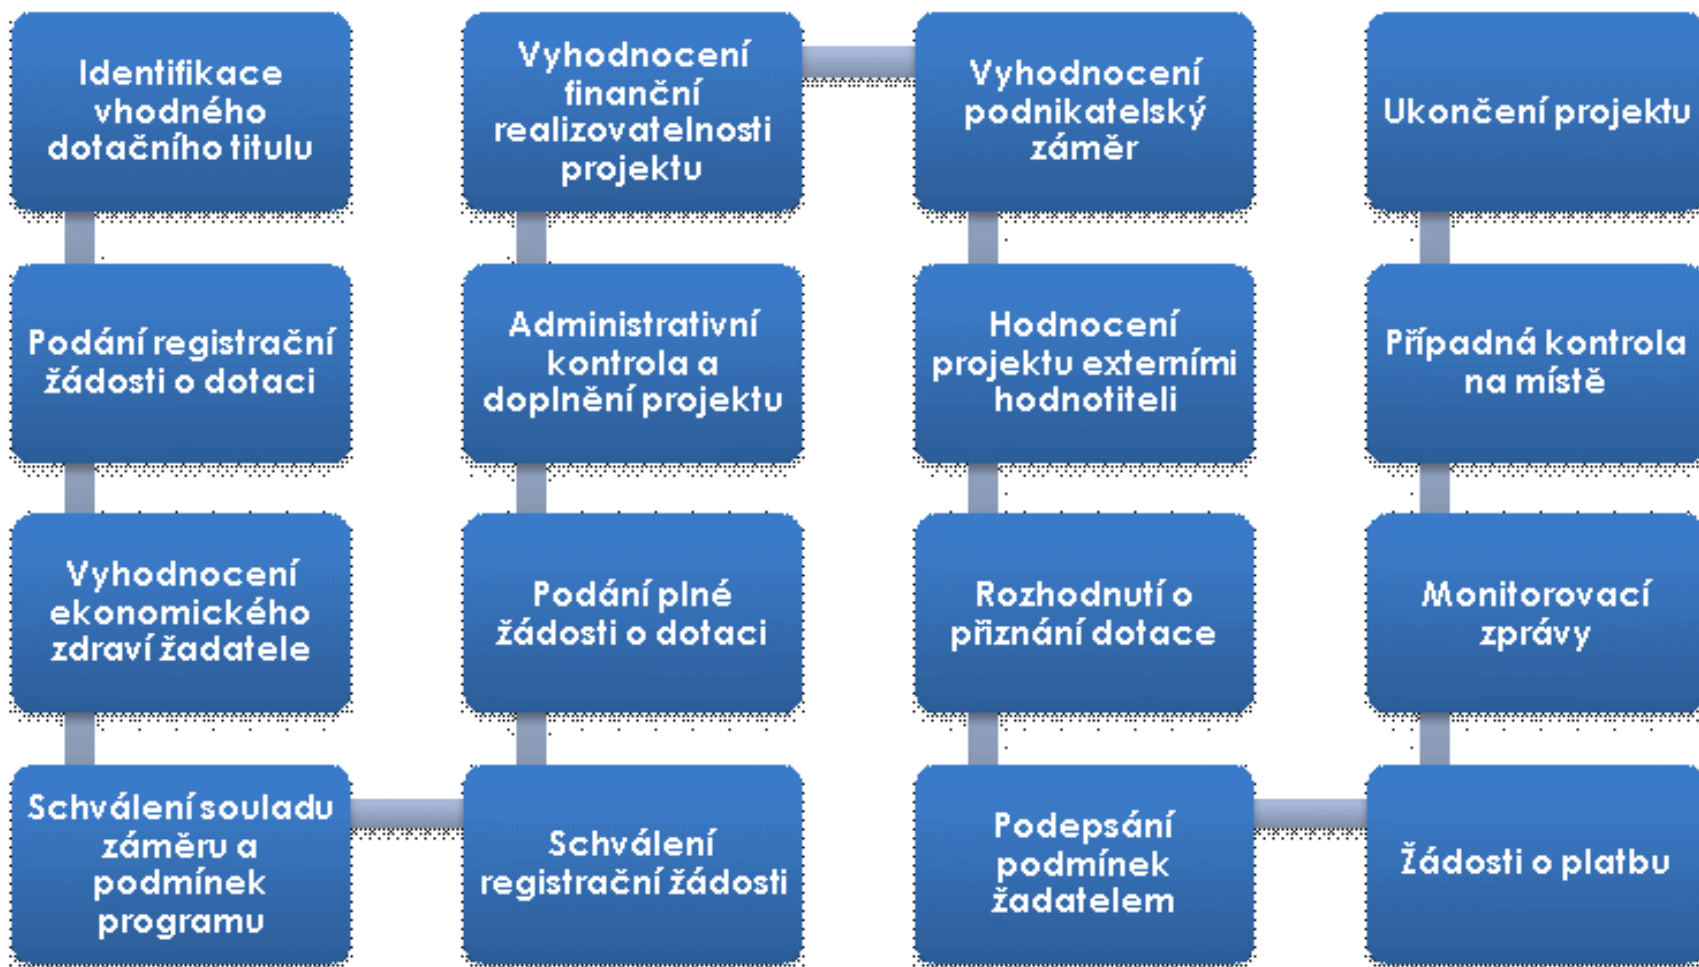 Identifikace
vhodného
dotačního titulu
Podání registrační
žádosti o dotaci
Vyhodnocení
ekonomického
zdraví žadatele
Schválení souladu
záměru a
podmínek
programu
Schválení
registrační žádosti
Podání plné
žádosti o dotaci
Administrativní
kontrola a
doplnění projektu
Vyhodnocení
finanční
realizovatelnosti
projektu
Vyhodnocení
podnikatelský
záměr
Hodnocení
projektu externími
hodnotiteli
Rozhodnutí o
přiznání dotace
Podepsání
podmínek
žadatelem
Žádosti o platbu
Monitorovací
zprávy
Případná kontrola
na místě
Ukončení projektu